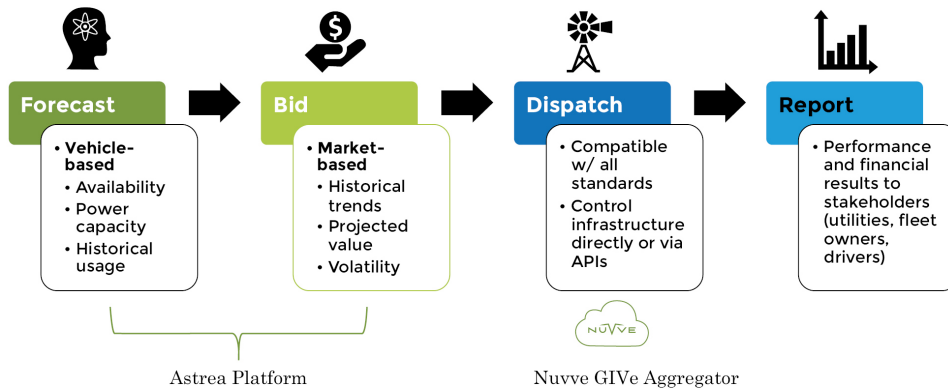 Forecast
• Vehicle-
based
• Availability
• Power
capacity
• Historical
usage
Bid
• Market-
based
• Historical
trends
• Projected
value
• Volatility
Dispatch
• Compatible
w/ all
standards
• Control
infrastructure
directly or via
APIs
Report
• Performance
and financial
results to
stakeholders
(utilities, fleet
owners,
drivers)
NUVVE
Astrea Platform
Nuvve GIVe Aggregator